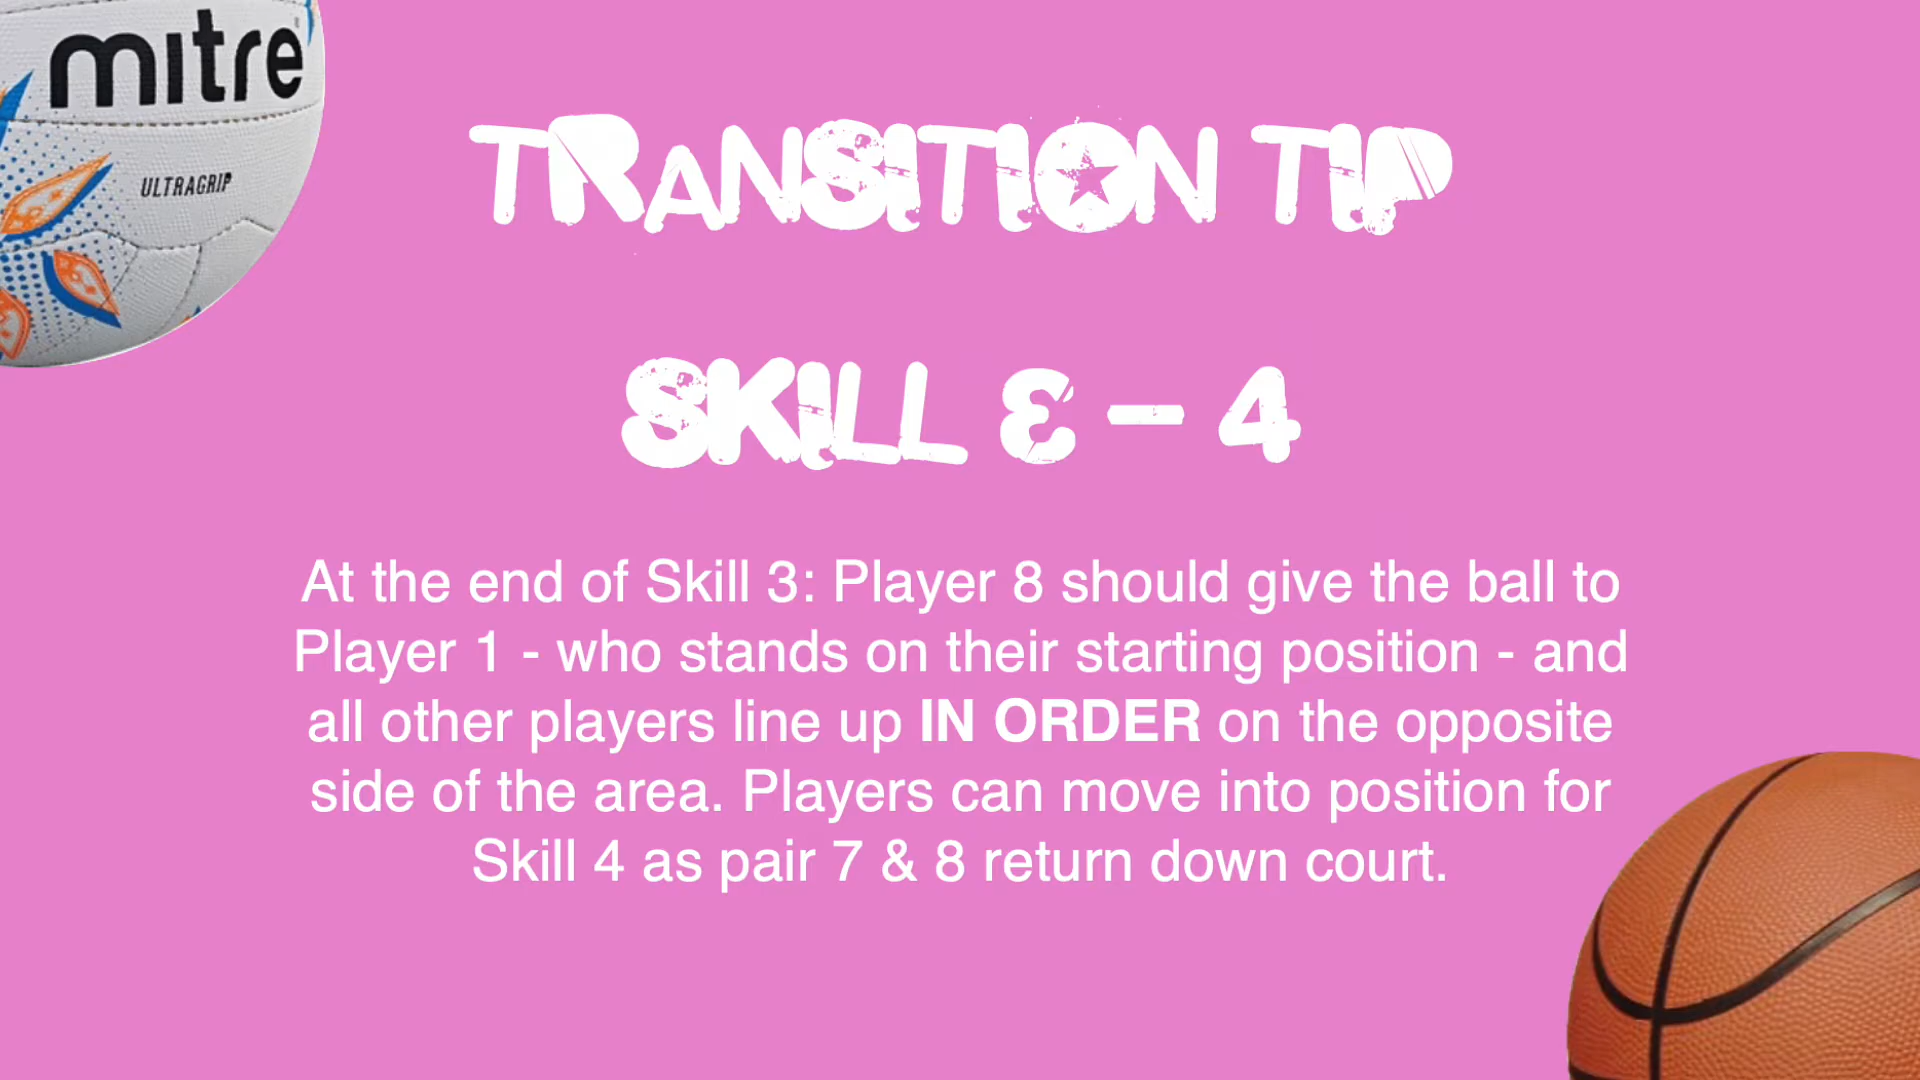 mitre
ULTRAGRIP
TRANSITION TIP
SKILL 3 - 4
At the end of Skill 3: Player 8 should give the ball to
Player 1 - who stands on their starting position - and
all other players line up IN ORDER on the opposite
side of the area. Players can move into position for
Skill 4 as pair 7 & 8 return down court.